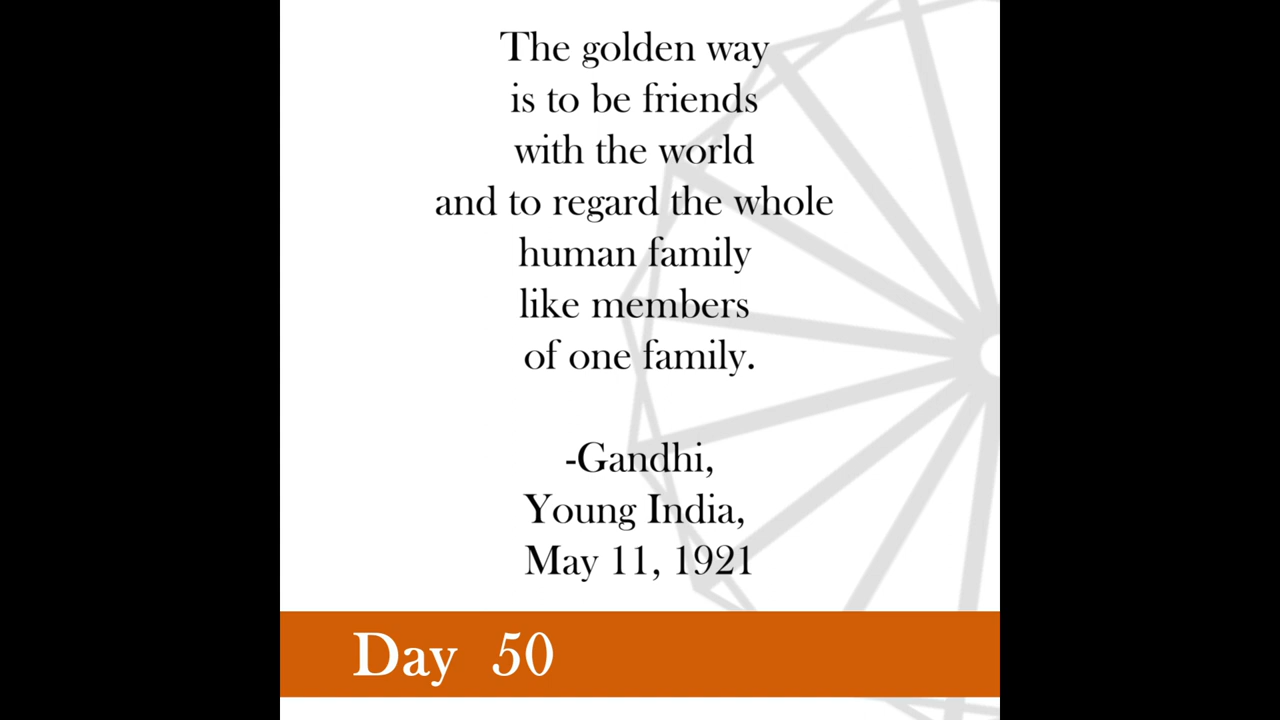 The golden way
is to be friends
with the world
and to regard the whole
human family
like members
of one family.
-Gandhi,
Young India,
May 11, 1921
Day 50